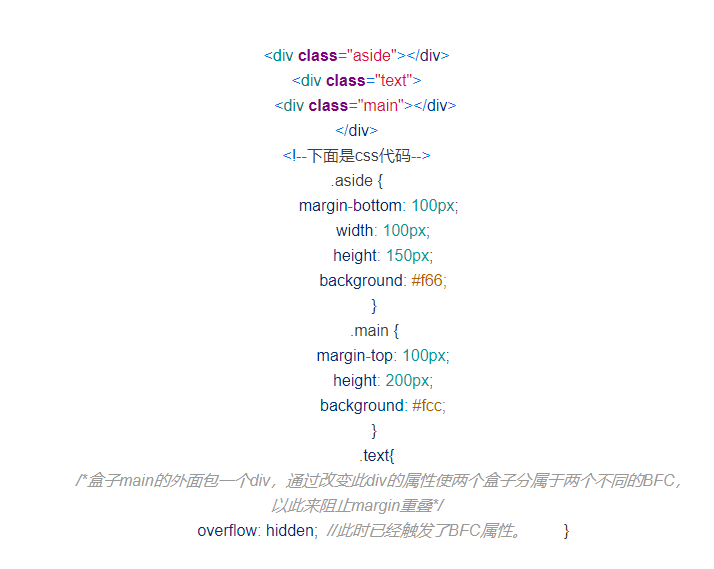 <div class="aside"></div>
<div class="text">
<div class="main"></div>
</div>
<!--下面是css代码-->
.aside {
margin-bottom: 100px;
width: 100px;
height: 150px;
background: #f66;
}
.main {
margin-top: 100px;
height: 200px;
background: #fcc;
}
.text{
/*盒子main的外面包一个div，通过改变此div的属性使两个盒子分属于两个不同的BFC，
以此来阻止margin重叠*/
overflow: hidden; //此时已经触发了BFC属性。 }